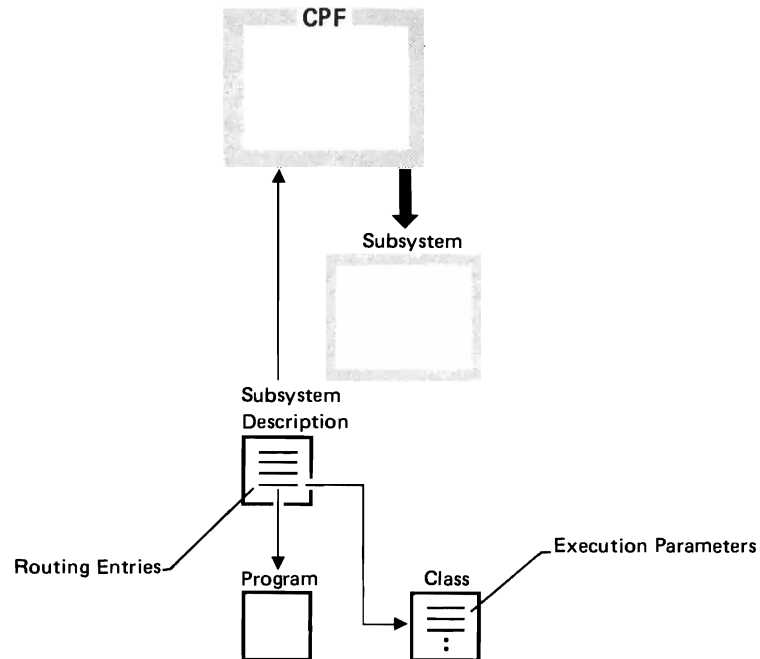 CPF
Subsystem
Subsystem
Description
Routing Entries
Execution Parameters
Program
Class